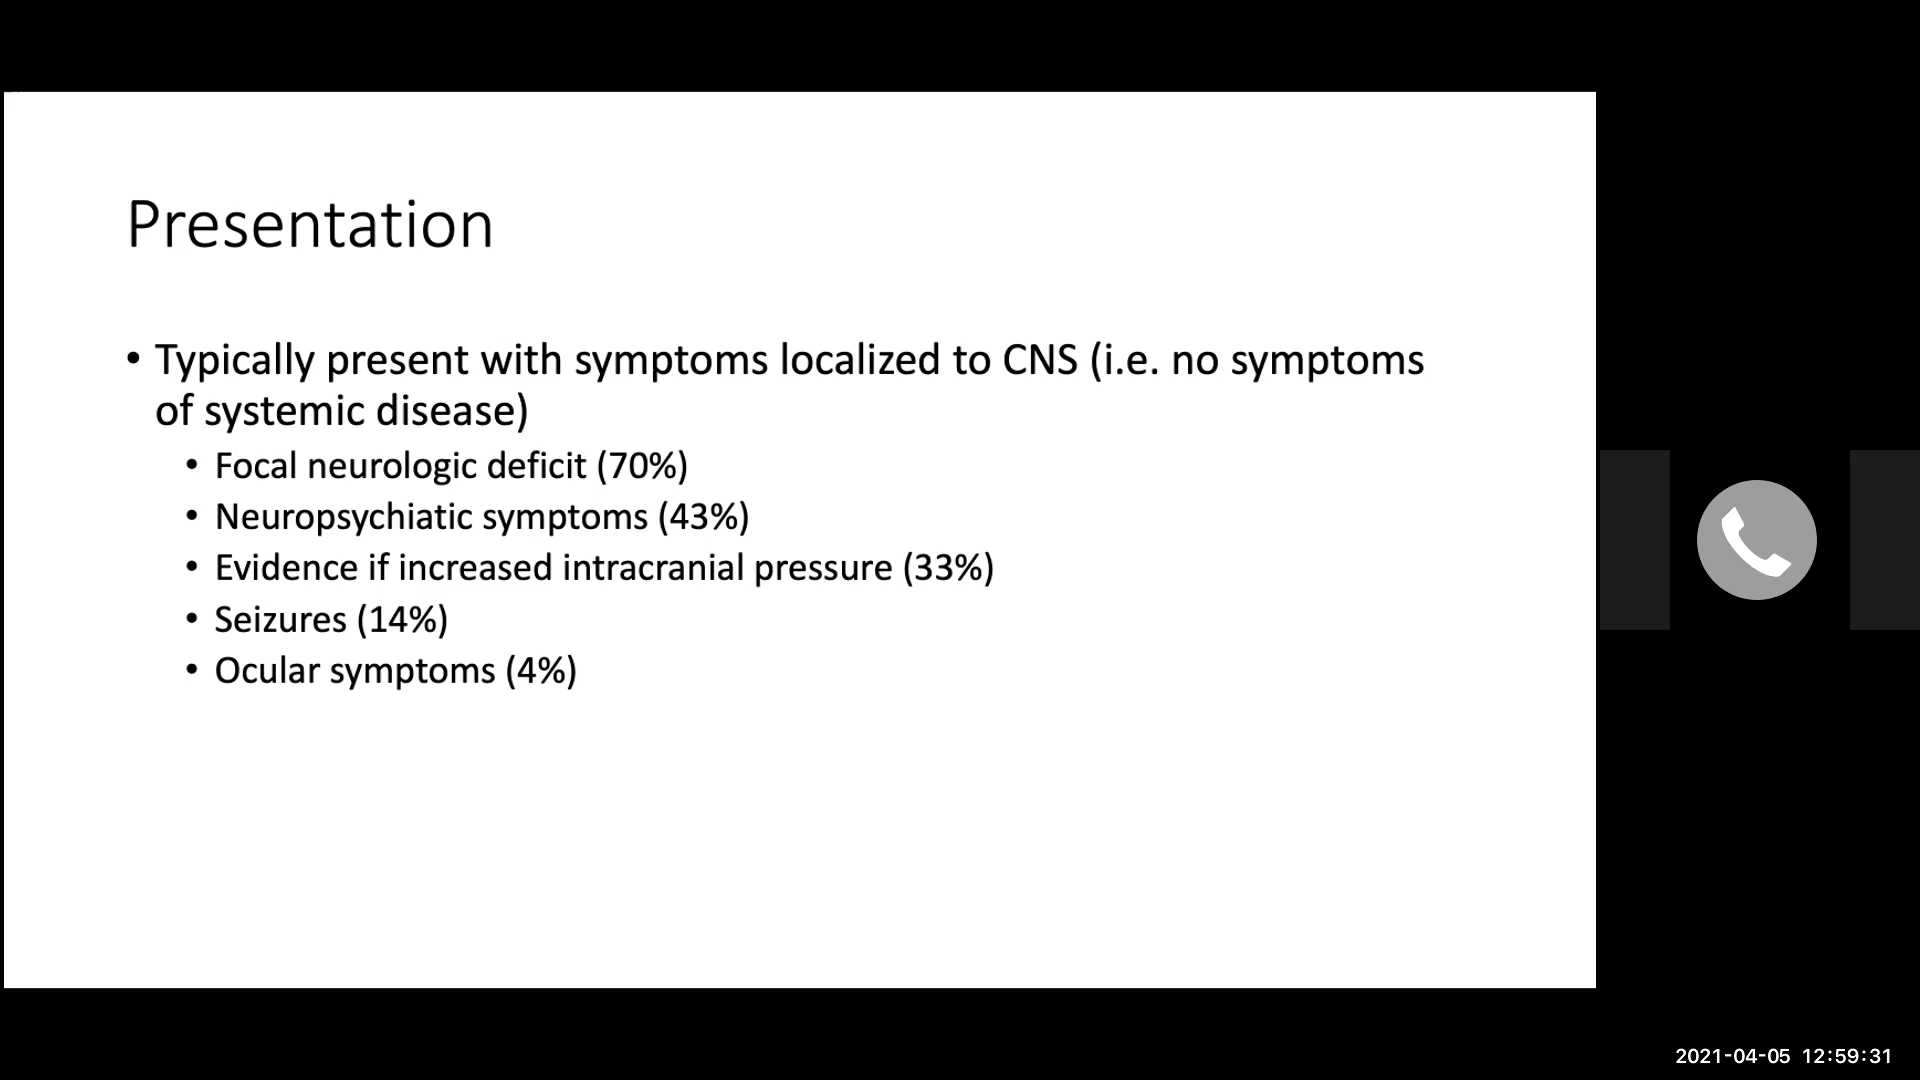 Presentation
• Typically present with symptoms localized to CNS (i.e. no symptoms
of systemic disease)
• Focal neurologic deficit (70%)
• Neuropsychiatic symptoms (43%)
• Evidence if increased intracranial pressure (33%)
• Seizures (14%)
• Ocular symptoms (4%)
2021-04-05 12:59:31